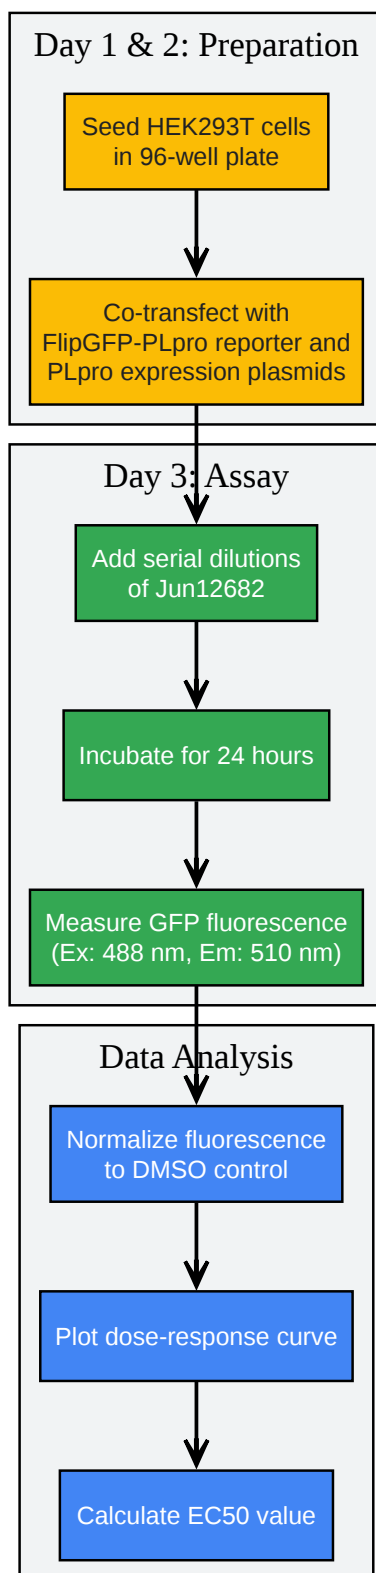 Day 1 & 2: Preparation
Seed HEK293T cells
in 96-well plate
Co-transfect with
FlipGFP-PLpro reporter and
PLpro expression plasmids
Day 3: Assay
Add serial dilutions
of Jun12682
Incubate for 24 hours
Measure GFP fluorescence
(Ex: 488 nm, Em: 510 nm)
Data Analysis
Normalize fluorescence
to DMSO control
Plot dose-response curve
Calculate EC50 value